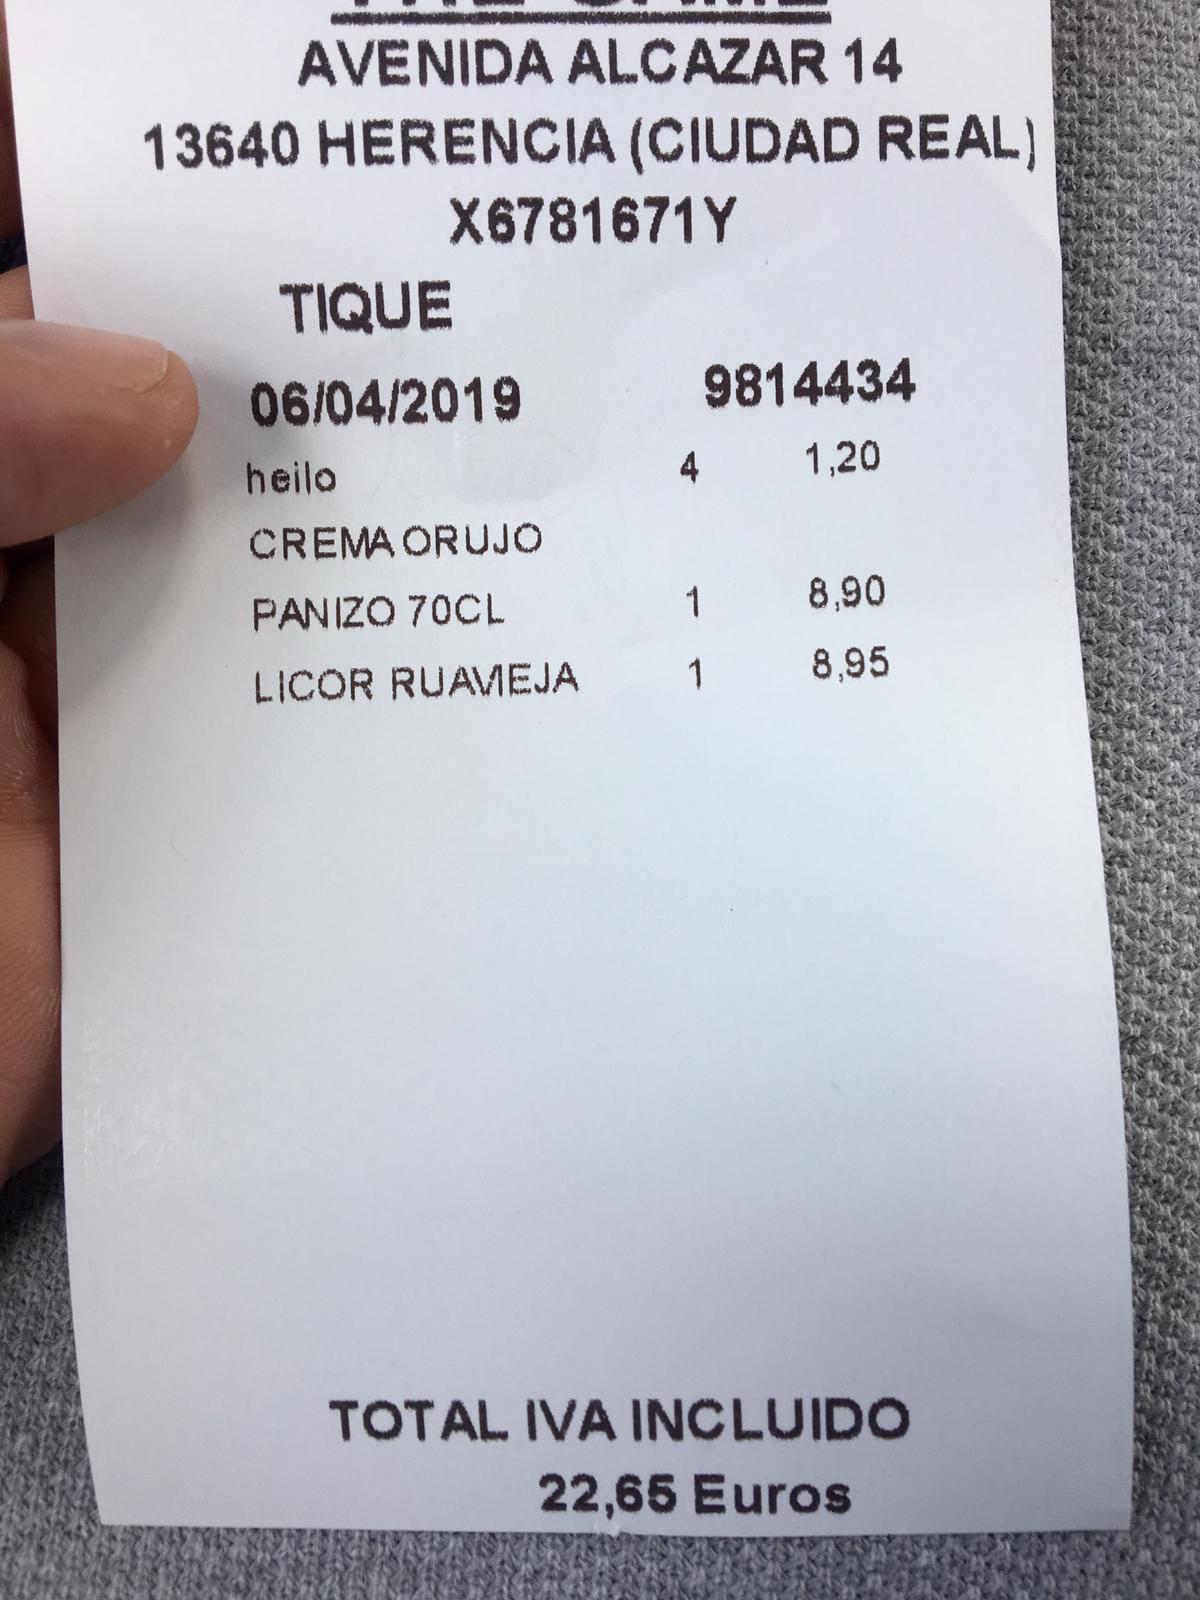 AVENIDA ALCAZAR 14
13640 HERENCIA (CIUDAD REAL)
X6781671Y
TIQUE
06/04/2019 9814434
heilo 4 1,20
CREMA ORUJO
PANIZO 70CL 1 8,90
LICOR RUAVIEJA 1 8,95
TOTAL IVA INCLUIDO
22,65 Euros